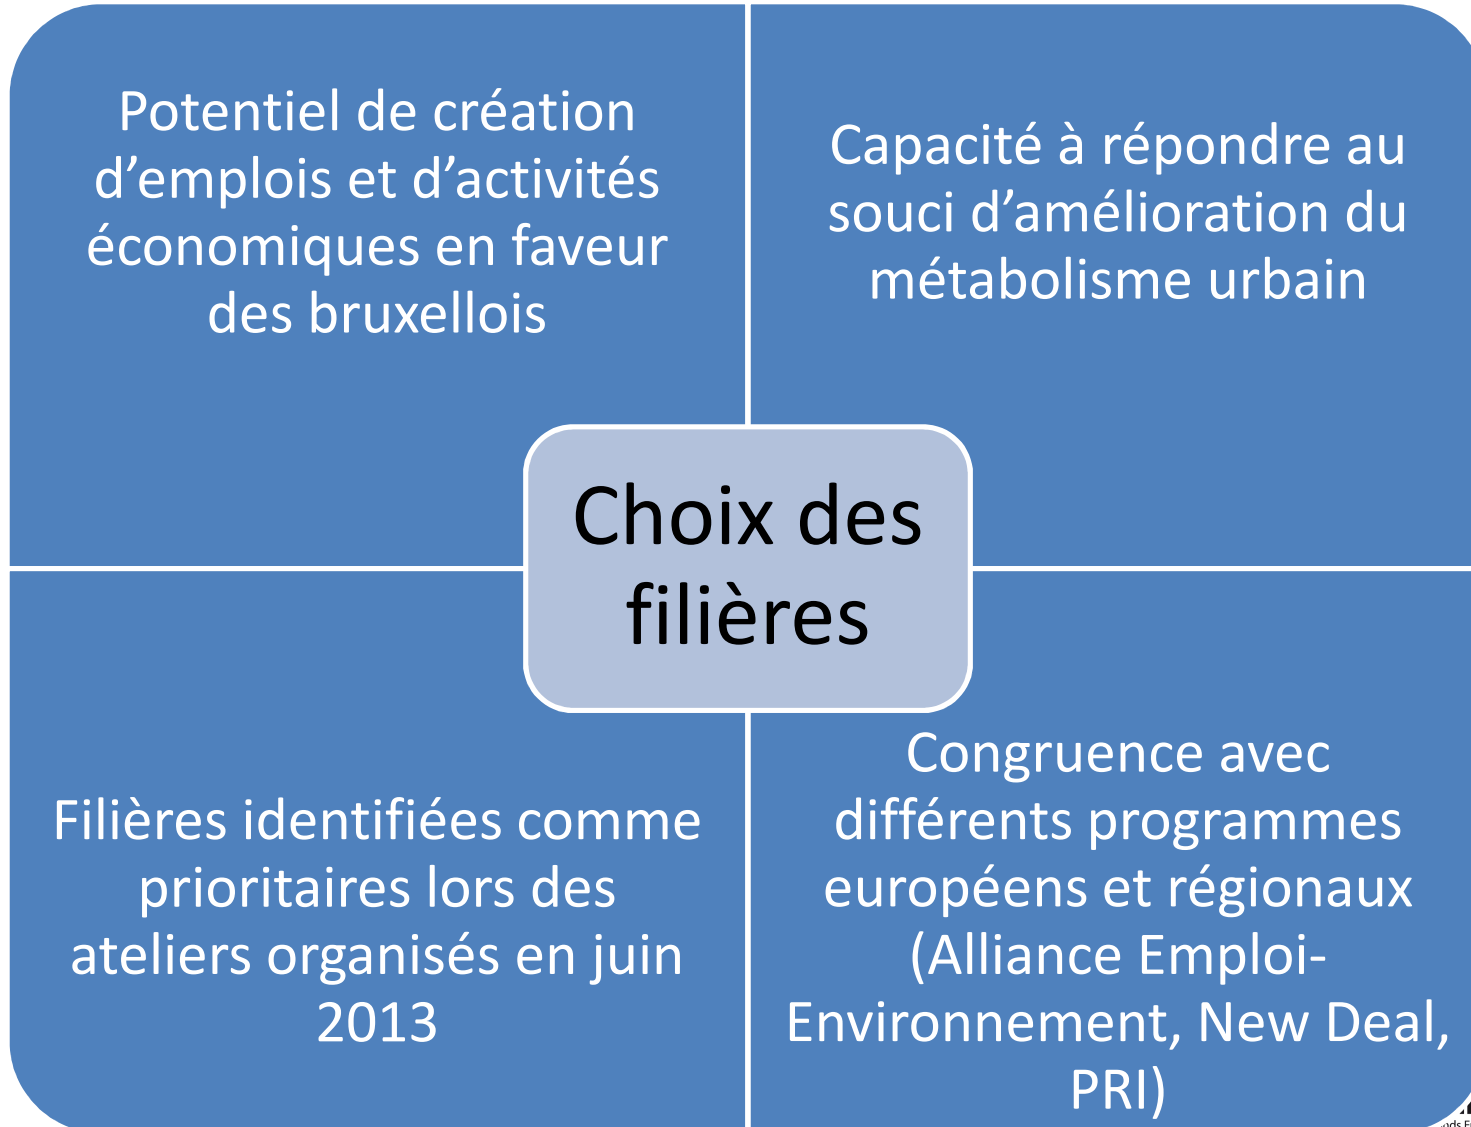 Potentiel de création
d’emplois et d’activités
économiques en faveur
des bruxellois
Capacité à répondre au
souci d’amélioration du
métabolisme urbain
Choix des
filières
Filières identifiées comme
prioritaires lors des
ateliers organisés en juin
2013
Congruence avec
différents programmes
européens et régionaux
(Alliance Emploi-
Environnement, New Deal,
PRI)